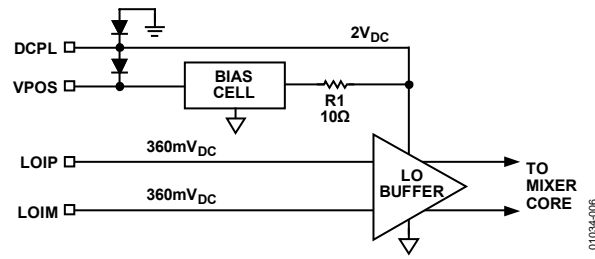 DCPL
2VDC
VPOS
BIAS
CELL
R1
10Ω
LOIP
360mVDC
LO
BUFFER
TO
MIXER
CORE
LOIM
360mVDC
01034-006